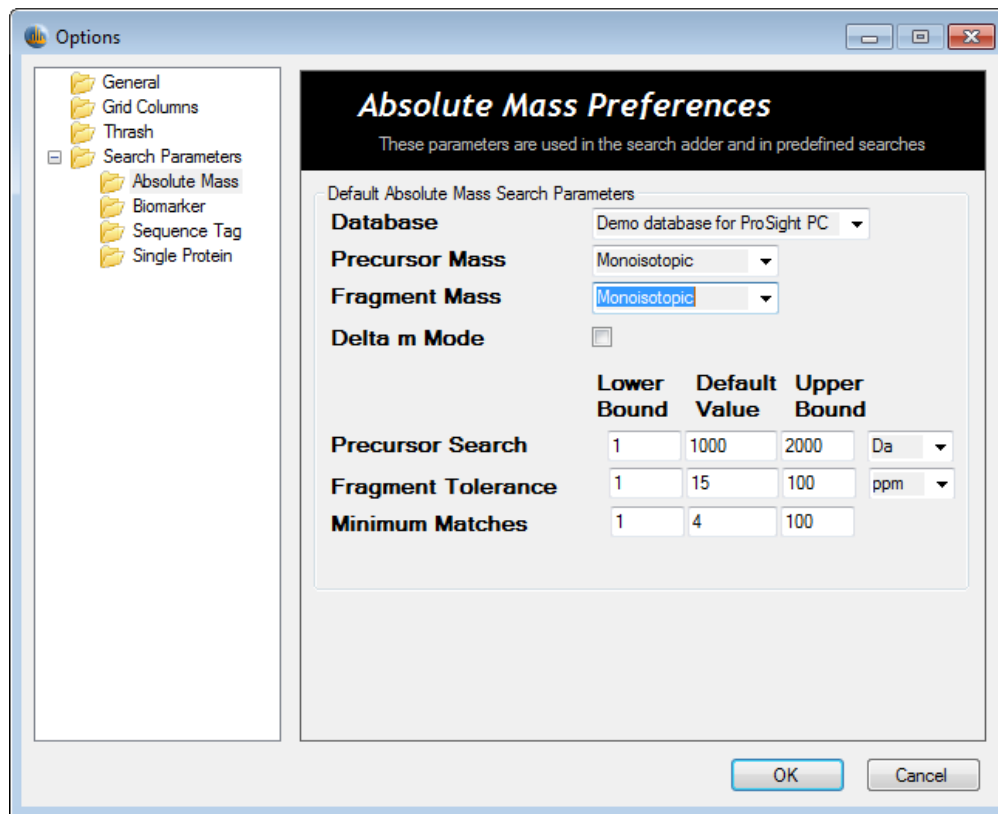 Options
General
Grid Columns
Thrash
Search Parameters
Absolute Mass
Biomarker
Sequence Tag
Single Protein
Absolute Mass Preferences
These parameters are used in the search adder and in predefined searches
Default Absolute Mass Search Parameters
Database Demo database for ProSight PC
Precursor Mass Monoisotopic
Fragment Mass Monoisotopic
Delta m Mode
Lower Default Upper
Bound Value Bound
Precursor Search 1 1000 2000 Da
Fragment Tolerance 1 15 100 ppm
Minimum Matches 1 4 100
OK Cancel